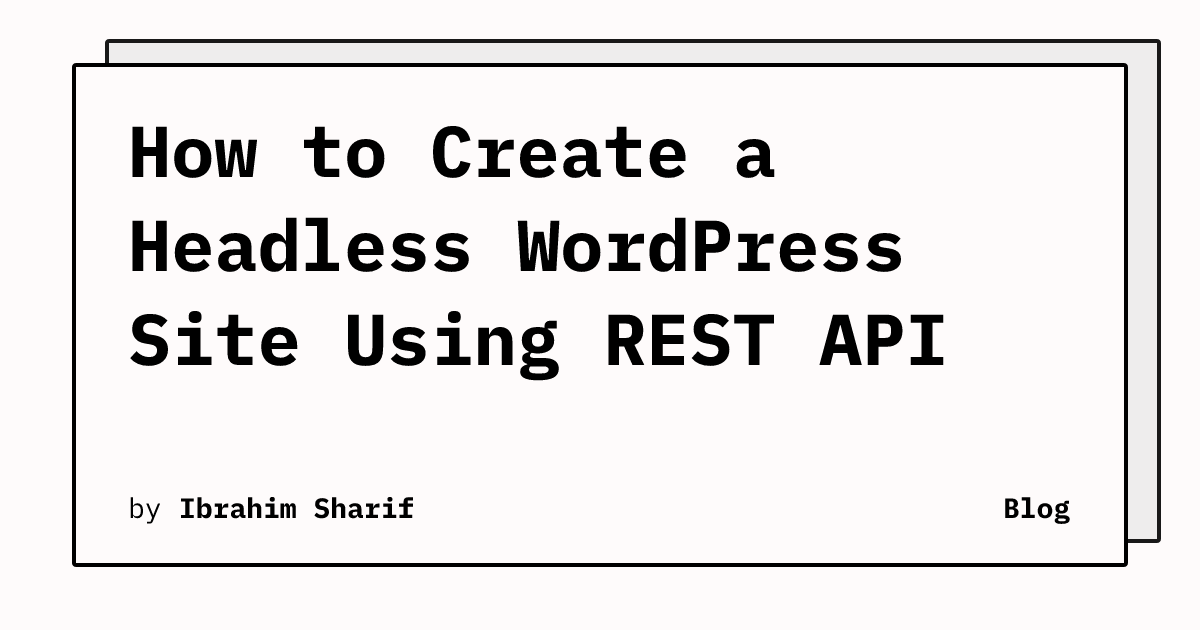 How to Create a
Headless WordPress
Site Using REST API
by Ibrahim Sharif
Blog